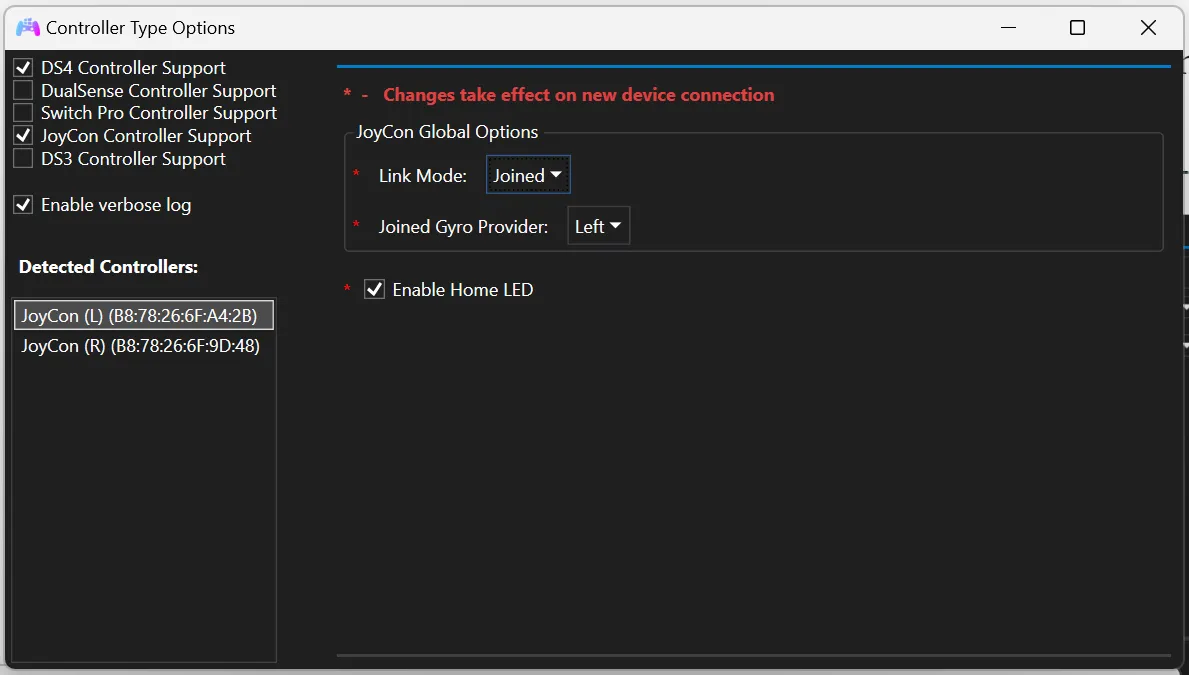 Controller Type Options
DS4 Controller Support
DualSense Controller Support
Switch Pro Controller Support
JoyCon Controller Support
DS3 Controller Support
Enable verbose log
Detected Controllers:
JoyCon (L) (B8:78:26:6F:A4:2B)
JoyCon (R) (B8:78:26:6F:9D:48)
* - Changes take effect on new device connection
JoyCon Global Options
* Link Mode: Joined
* Joined Gyro Provider: Left
* Enable Home LED